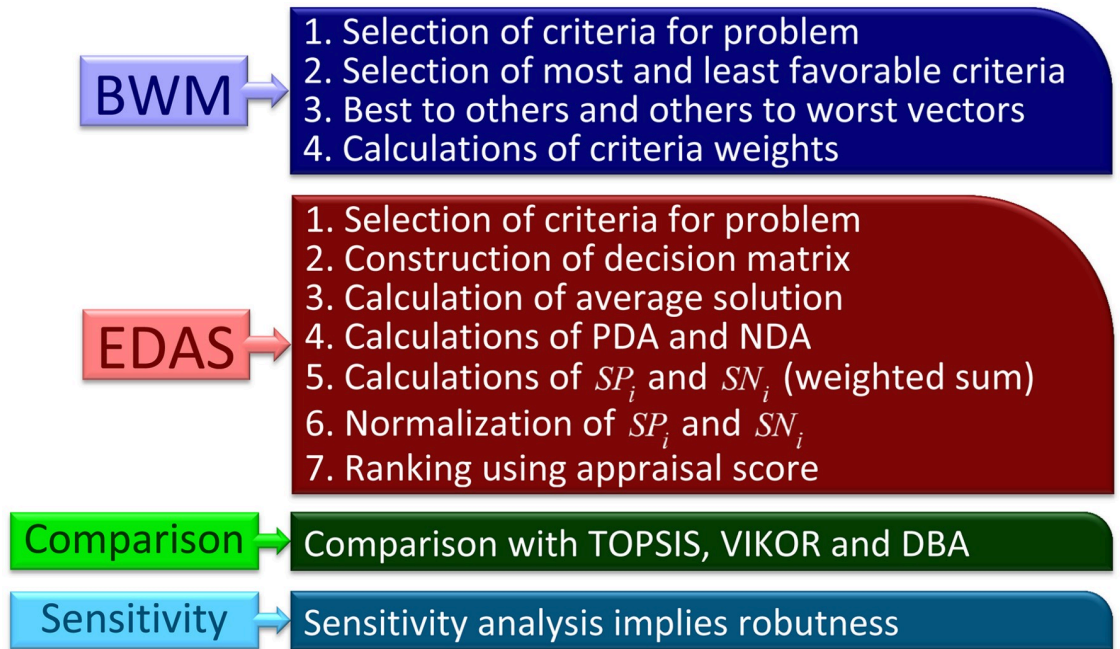 BWM
1. Selection of criteria for problem
2. Selection of most and least favorable criteria
3. Best to others and others to worst vectors
4. Calculations of criteria weights
EDAS
1. Selection of criteria for problem
2. Construction of decision matrix
3. Calculation of average solution
4. Calculations of PDA and NDA
5. Calculations of SP_i and SN_i (weighted sum)
6. Normalization of SP_i and SN_i
7. Ranking using appraisal score
Comparison
Comparison with TOPSIS, VIKOR and DBA
Sensitivity
Sensitivity analysis implies robutness